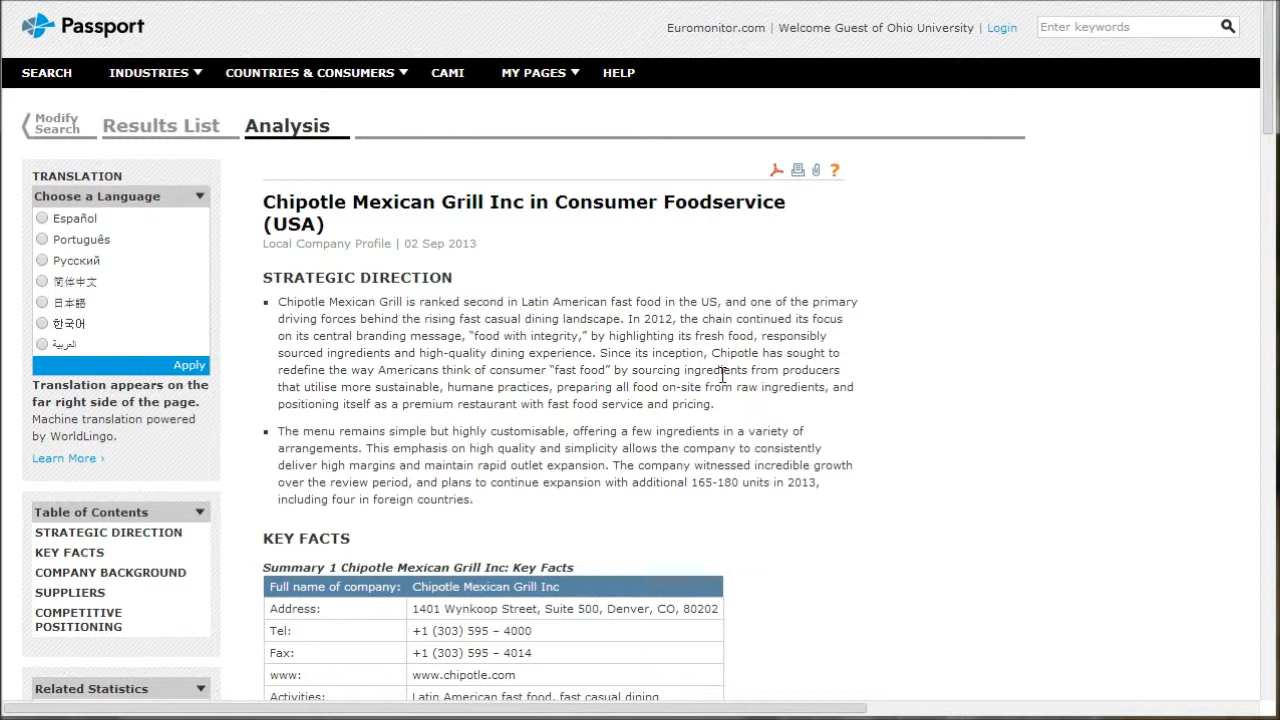 Passport
Euromonitor.com | Welcome Guest of Ohio University | Login
Enter keywords
SEARCH INDUSTRIES COUNTRIES & CONSUMERS CAMI MY PAGES HELP
Modify
Search
Results List
Analysis
TRANSLATION
Choose a Language
Español
Português
Русский
简体中文
日本語
한국어
العربية
Apply
Translation appears on the
far right side of the page.
Machine translation powered
by WorldLingo.
Learn More ›
Table of Contents
STRATEGIC DIRECTION
KEY FACTS
COMPANY BACKGROUND
SUPPLIERS
COMPETITIVE
POSITIONING
Related Statistics
?
Chipotle Mexican Grill Inc in Consumer Foodservice
(USA)
Local Company Profile | 02 Sep 2013
STRATEGIC DIRECTION
Chipotle Mexican Grill is ranked second in Latin American fast food in the US, and one of the primary
driving forces behind the rising fast casual dining landscape. In 2012, the chain continued its focus
on its central branding message, “food with integrity,” by highlighting its fresh food, responsibly
sourced ingredients and high-quality dining experience. Since its inception, Chipotle has sought to
redefine the way Americans think of consumer “fast food” by sourcing ingredients from producers
that utilise more sustainable, humane practices, preparing all food on-site from raw ingredients, and
positioning itself as a premium restaurant with fast food service and pricing.
The menu remains simple but highly customisable, offering a few ingredients in a variety of
arrangements. This emphasis on high quality and simplicity allows the company to consistently
deliver high margins and maintain rapid outlet expansion. The company witnessed incredible growth
over the review period, and plans to continue expansion with additional 165-180 units in 2013,
including four in foreign countries.
KEY FACTS
Summary 1 Chipotle Mexican Grill Inc: Key Facts
Full name of company: Chipotle Mexican Grill Inc
Address: 1401 Wynkoop Street, Suite 500, Denver, CO, 80202
Tel: +1 (303) 595 – 4000
Fax: +1 (303) 595 – 4014
www: www.chipotle.com
Activities: Latin American fast food, fast casual dining